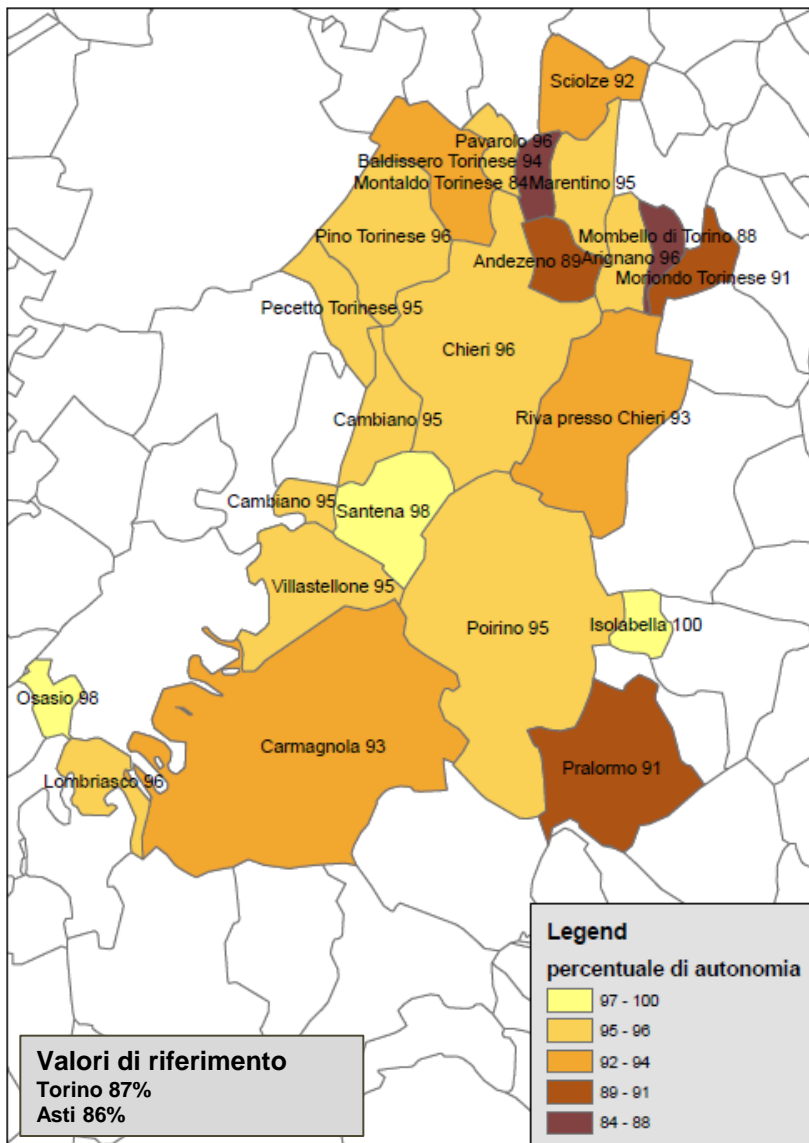 Sciolze 92
Pavarolo 96
Baldissero Torinese 94
Montaldo Torinese 84
Marentino 95
Pino Torinese 96
Mombello di Torino 88
Andezeno 89
Arignano 96
Moriondo Torinese 91
Pecetto Torinese 95
Chieri 96
Cambiano 95
Riva presso Chieri 93
Cambiano 95
Santena 98
Villastellone 95
Poirino 95
Isolabella 100
Osasio 98
Carmagnola 93
Pralormo 91
Lombriasco 96
Legend
percentuale di autonomia
97 - 100
95 - 96
92 - 94
89 - 91
84 - 88
Valori di riferimento
Torino 87%
Asti 86%